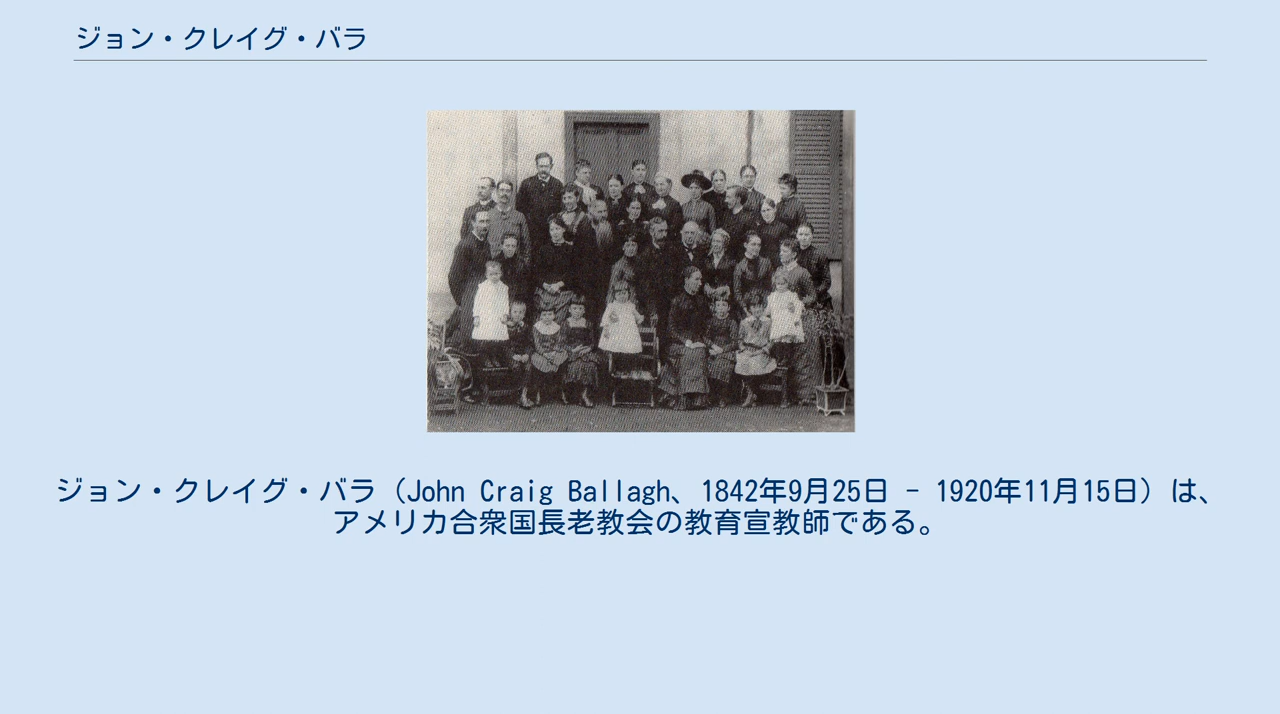 ジョン・クレイグ・バラ
ジョン・クレイグ・バラ（John Craig Ballagh、1842年9月25日 - 1920年11月15日）は、
アメリカ合衆国長老教会の教育宣教師である。